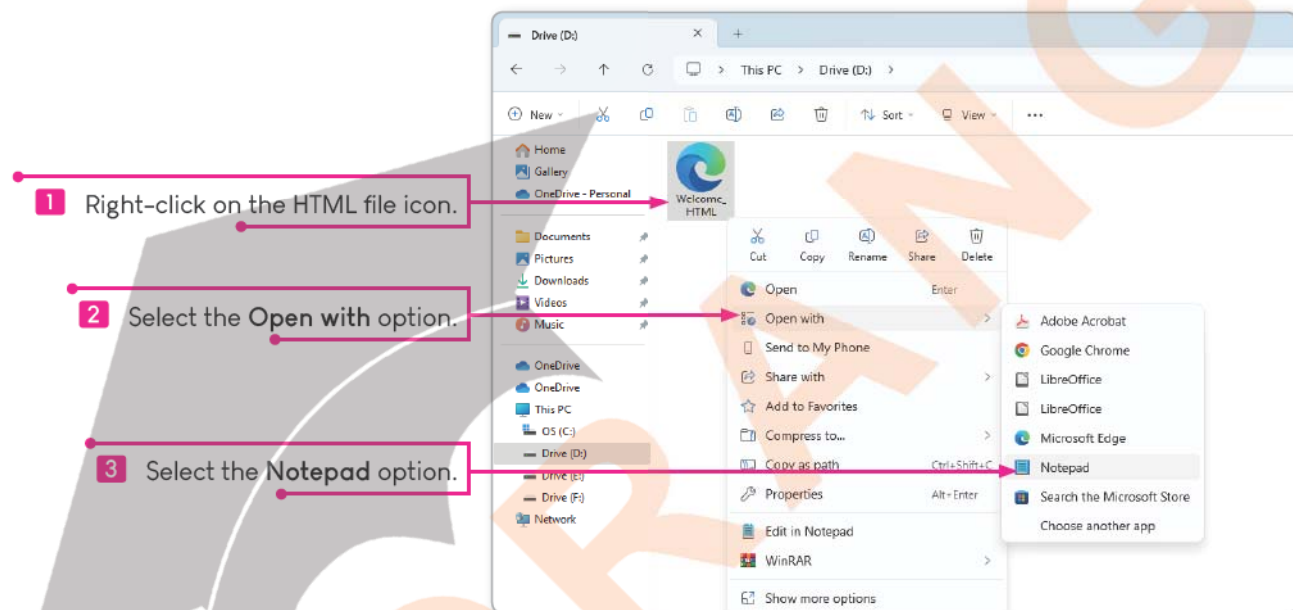 Drive (D:)
This PC > Drive (D:) >
New
Sort
View
Home
Gallery
OneDrive - Personal
Documents
Pictures
Downloads
Videos
Music
OneDrive
OneDrive
This PC
OS (C:)
Drive (D:)
Drive (E:)
Drive (F:)
Network
1 Right-click on the HTML file icon.
2 Select the Open with option.
3 Select the Notepad option.
Welcome_
HTML
Cut Copy Rename Share Delete
Open Enter
Open with >
Send to My Phone
Share with >
Add to Favorites
Compress to... >
Copy as path Ctrl+Shift+C
Properties Alt+Enter
Edit in Notepad
WinRAR >
Show more options
Adobe Acrobat
Google Chrome
LibreOffice
LibreOffice
Microsoft Edge
Notepad
Search the Microsoft Store
Choose another app
RANG